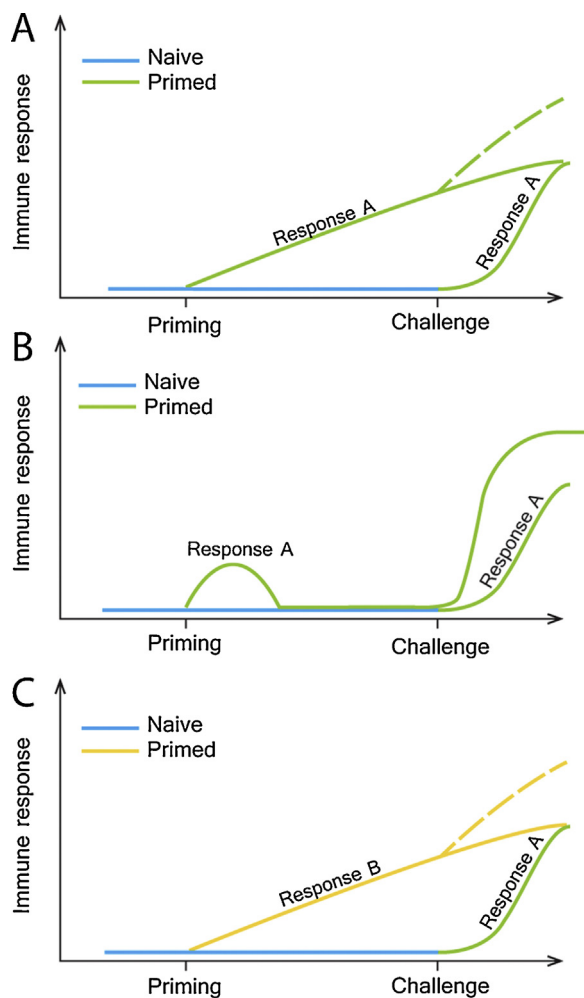 A
Immune response
Naive
Primed
Response A
Response A
Priming
Challenge
B
Immune response
Naive
Primed
Response A
Response A
Priming
Challenge
C
Immune response
Naive
Primed
Response B
Response A
Priming
Challenge